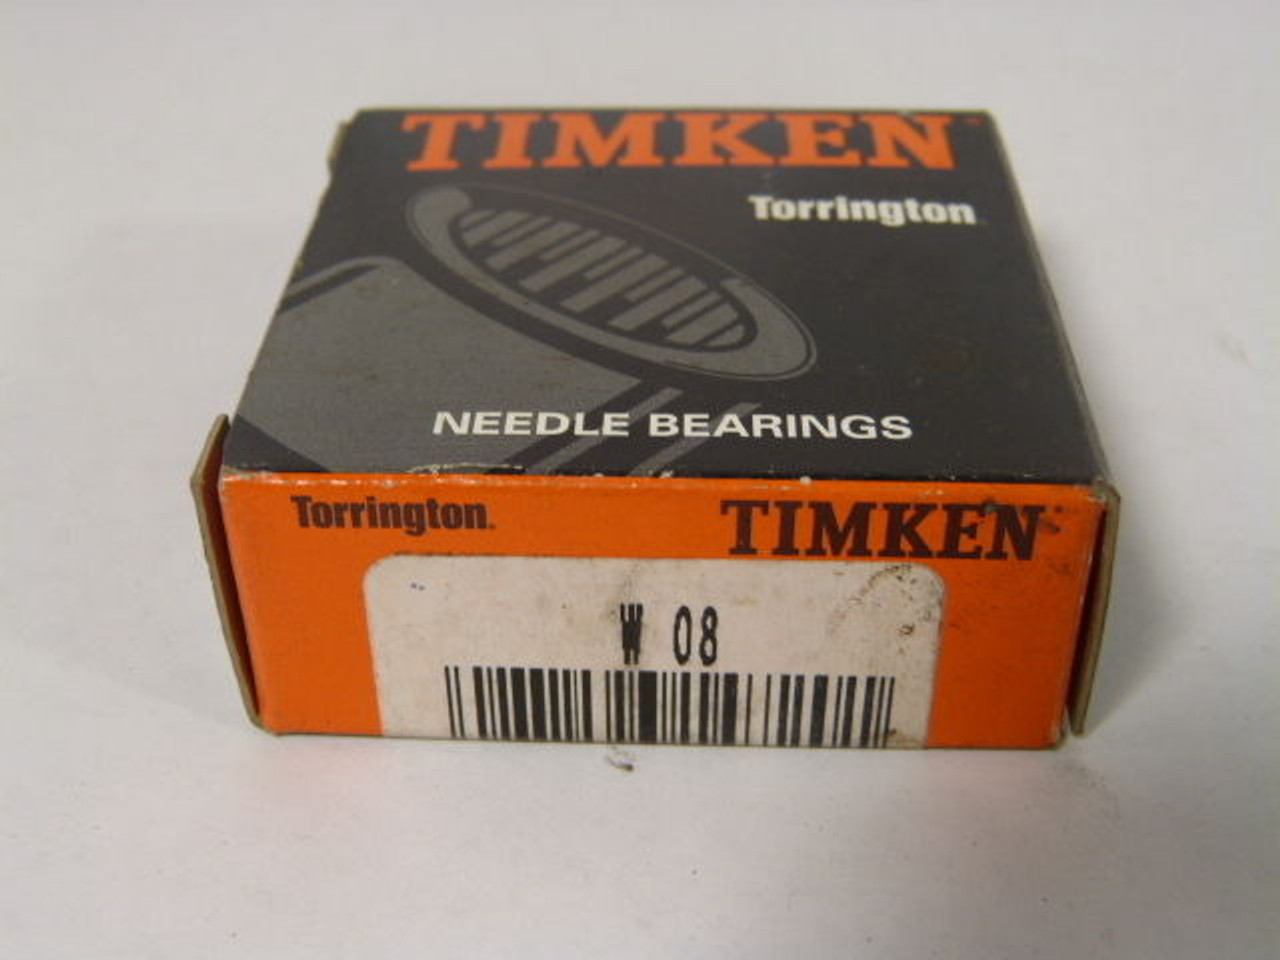 TIMKEN
Torrington
NEEDLE BEARINGS
Torrington.
TIMKEN
W 08